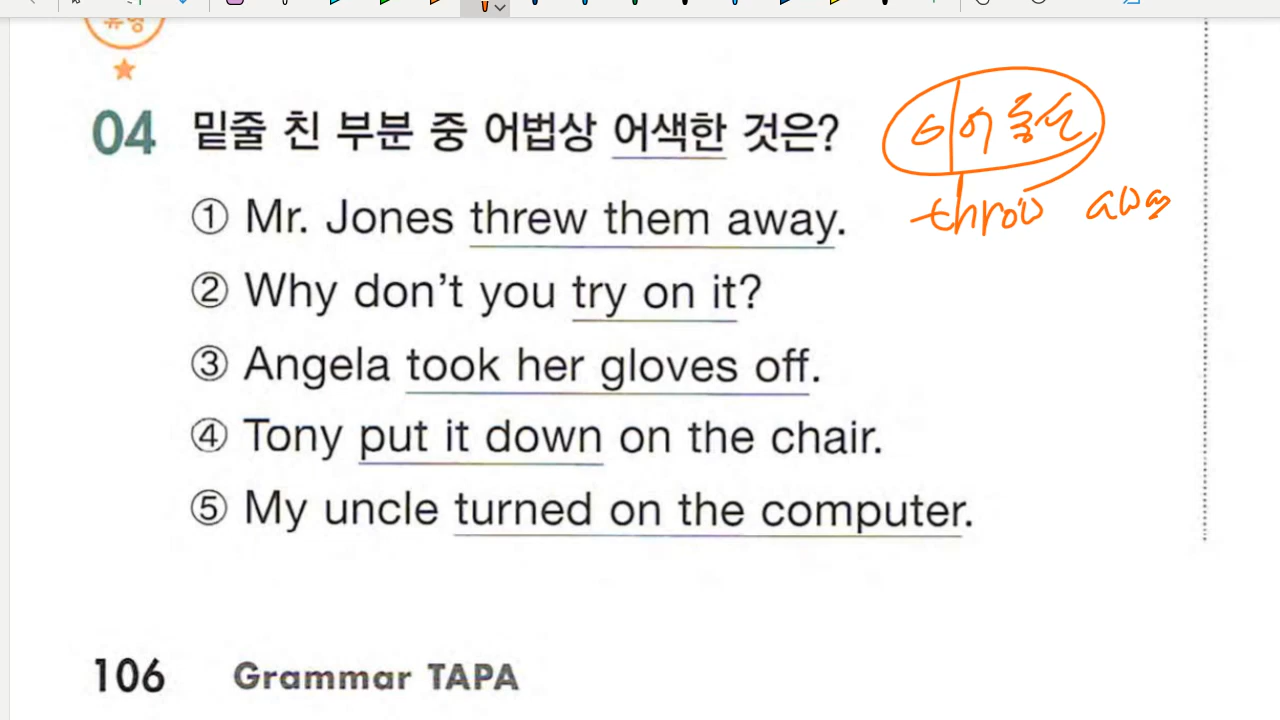 04 밑줄 친 부분 중 어법상 어색한 것은?
① Mr. Jones threw them away.
throw
② Why don't you try on it?
③ Angela took her gloves off.
④ Tony put it down on the chair.
⑤ My uncle turned on the computer.
106 Grammar TAPA